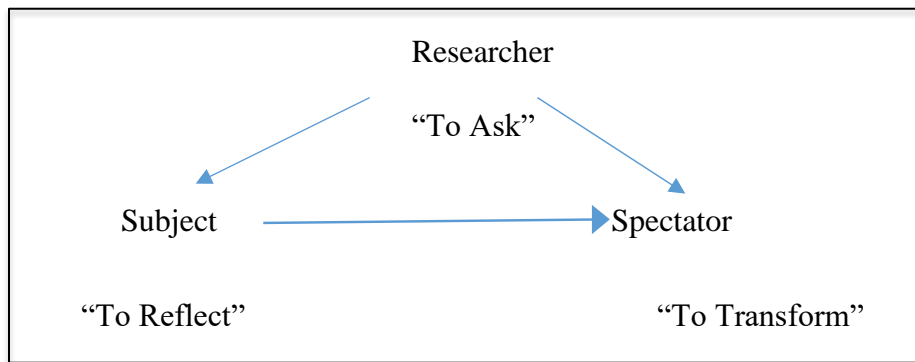 Researcher
“To Ask”
Subject
Spectator
“To Reflect”
“To Transform”